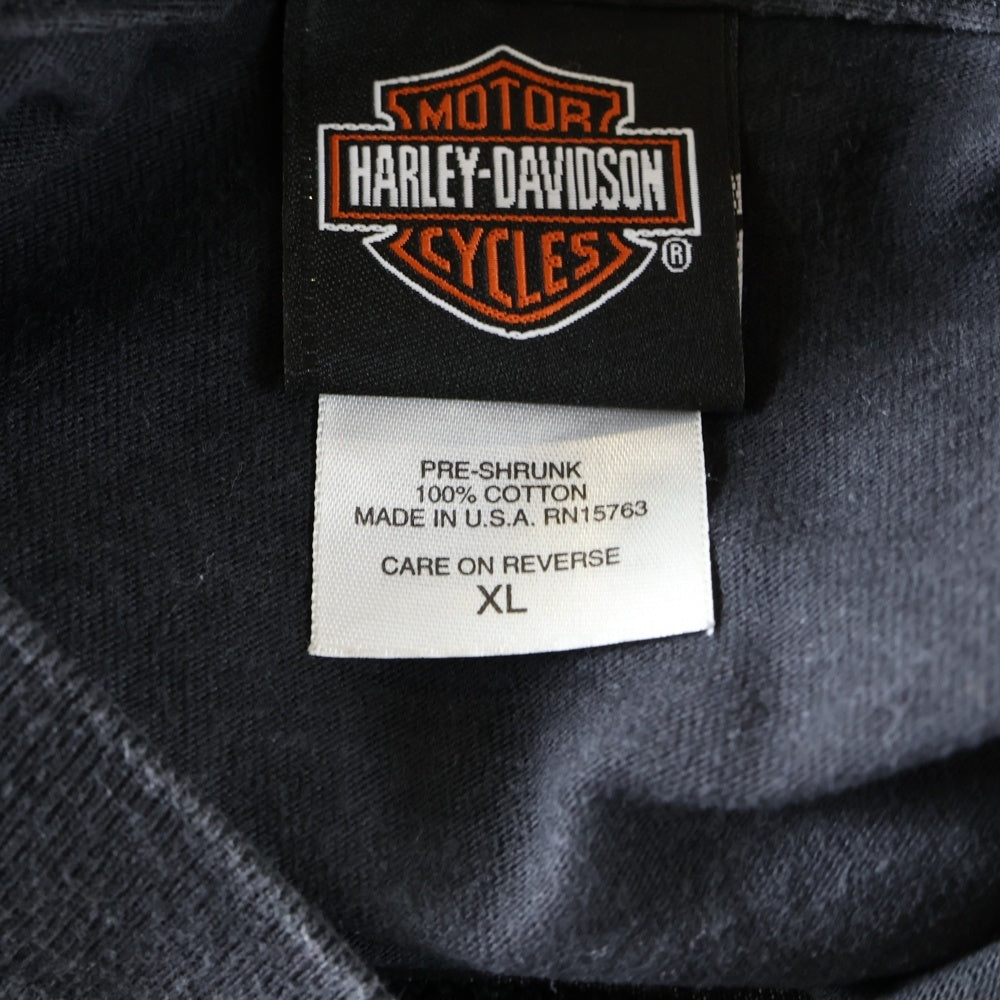 MOTOR
HARLEY-DAVIDSON
CYCLES
®
PRE-SHRUNK
100% COTTON
MADE IN U.S.A. RN15763
CARE ON REVERSE
XL